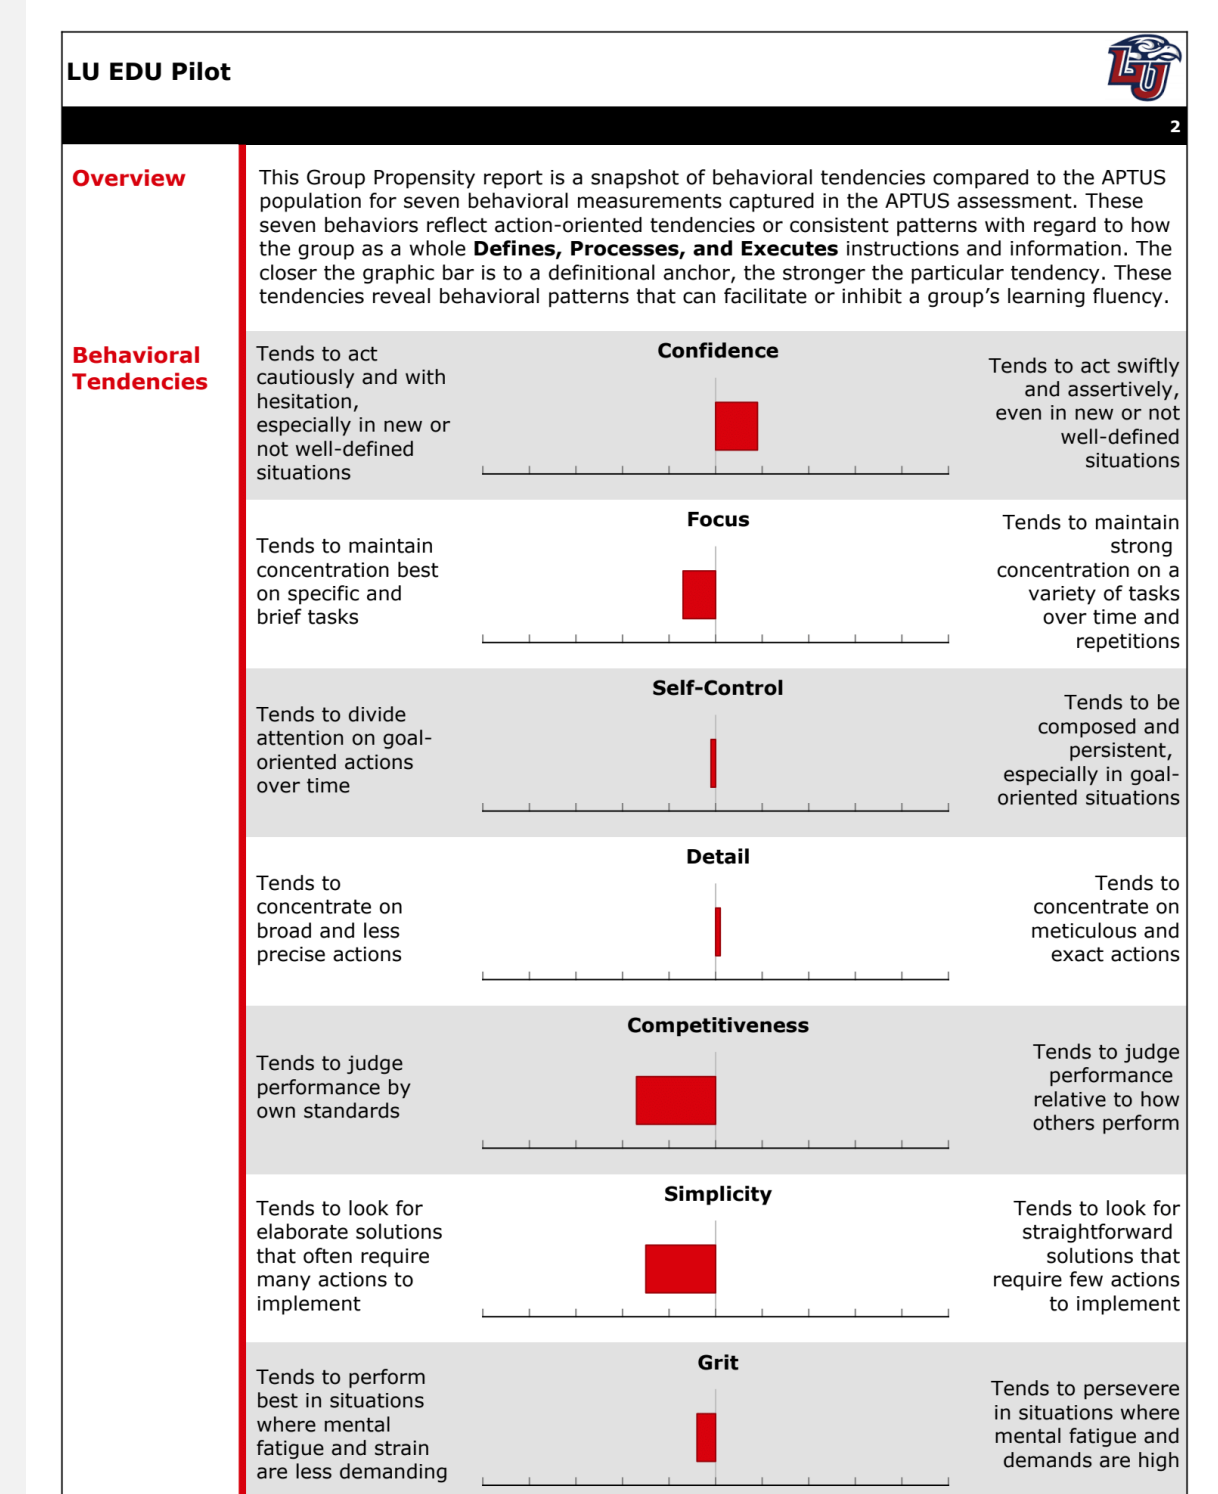 LU EDU Pilot
LU
2
Overview
This Group Propensity report is a snapshot of behavioral tendencies compared to the APTUS
population for seven behavioral measurements captured in the APTUS assessment. These
seven behaviors reflect action-oriented tendencies or consistent patterns with regard to how
the group as a whole Defines, Processes, and Executes instructions and information. The
closer the graphic bar is to a definitional anchor, the stronger the particular tendency. These
tendencies reveal behavioral patterns that can facilitate or inhibit a group’s learning fluency.
Behavioral
Tendencies
Confidence
Tends to act
cautiously and with
hesitation,
especially in new or
not well-defined
situations
Tends to act swiftly
and assertively,
even in new or not
well-defined
situations
Focus
Tends to maintain
concentration best
on specific and
brief tasks
Tends to maintain
strong
concentration on a
variety of tasks
over time and
repetitions
Self-Control
Tends to divide
attention on goal-
oriented actions
over time
Tends to be
composed and
persistent,
especially in goal-
oriented situations
Detail
Tends to
concentrate on
broad and less
precise actions
Tends to
concentrate on
meticulous and
exact actions
Competitiveness
Tends to judge
performance by
own standards
Tends to judge
performance
relative to how
others perform
Simplicity
Tends to look for
elaborate solutions
that often require
many actions to
implement
Tends to look for
straightforward
solutions that
require few actions
to implement
Grit
Tends to perform
best in situations
where mental
fatigue and strain
are less demanding
Tends to persevere
in situations where
mental fatigue and
demands are high